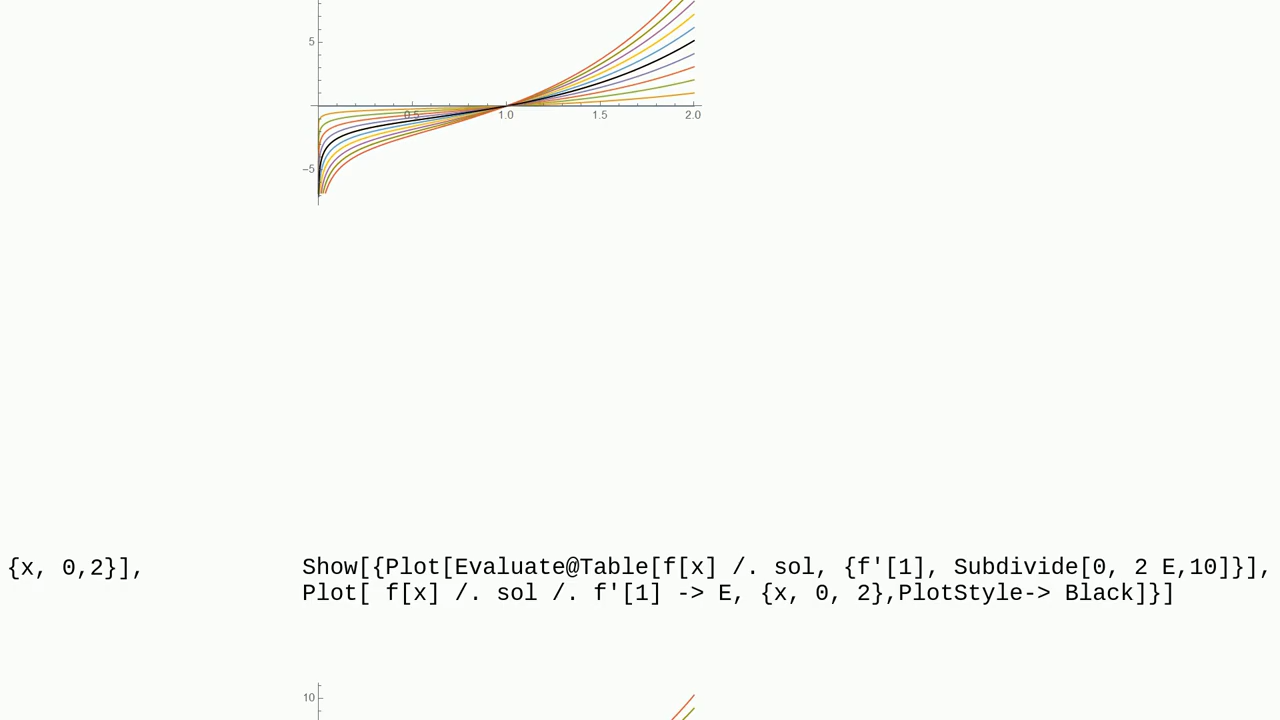 5
0.5 1.0 1.5 2.0
−5
{x, 0,2}], Show[{Plot[Evaluate@Table[f[x] /. sol, {f'[1], Subdivide[0, 2 E,10]}],
Plot[ f[x] /. sol /. f'[1] -> E, {x, 0, 2},PlotStyle-> Black]}]
10